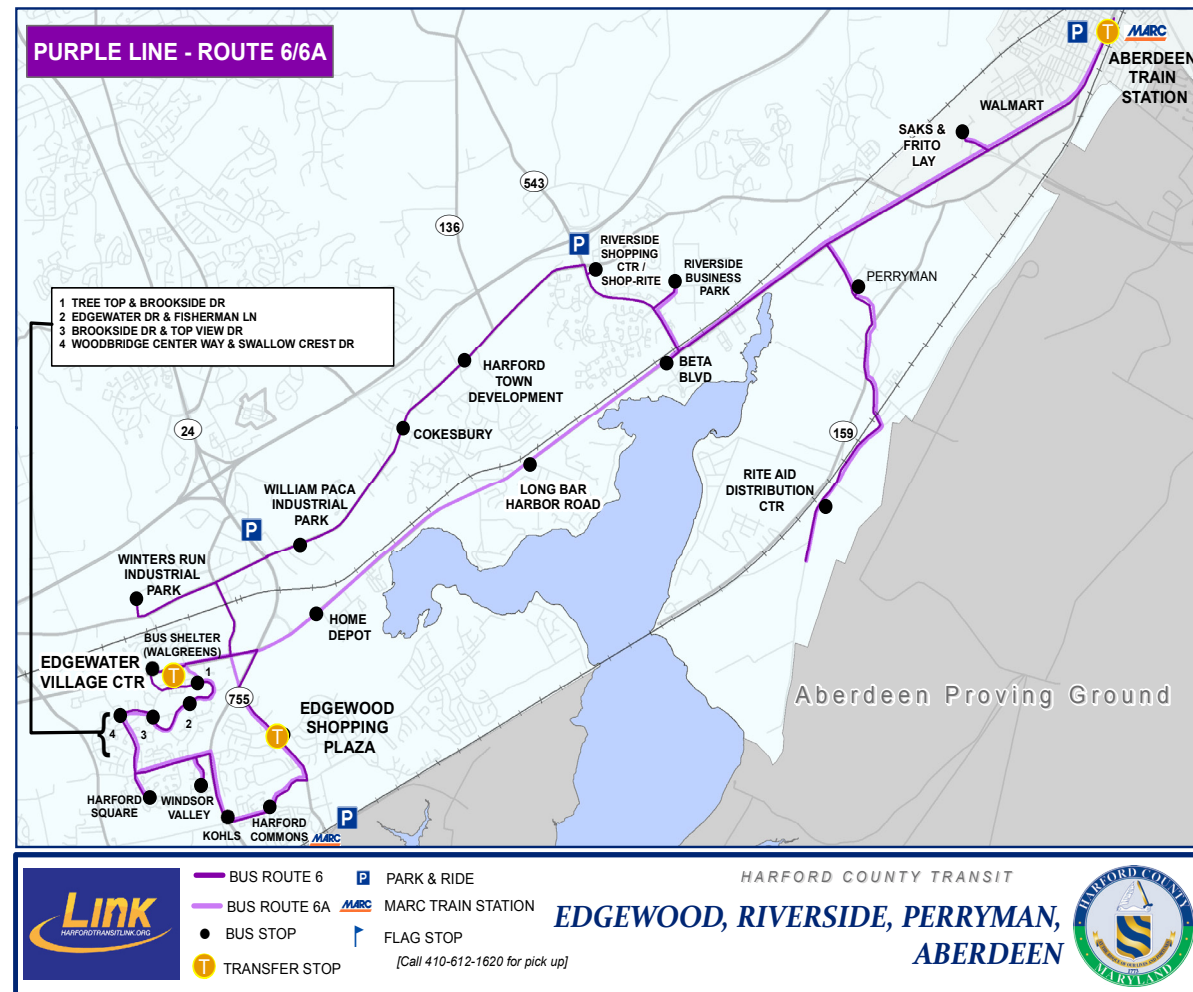 PURPLE LINE - ROUTE 6/6A
P
T
MARC
ABERDEEN
TRAIN
STATION
WALMART
SAKS &
FRITO
LAY
543
136
P
RIVERSIDE
SHOPPING
CTR /
SHOP-RITE
RIVERSIDE
BUSINESS
PARK
PERRYMAN
1 TREE TOP & BROOKSIDE DR
2 EDGEWATER DR & FISHERMAN LN
3 BROOKSIDE DR & TOP VIEW DR
4 WOODBRIDGE CENTER WAY & SWALLOW CREST DR
HARFORD
TOWN
DEVELOPMENT
BETA
BLVD
24
COKESBURY
159
WILLIAM PACA
INDUSTRIAL
PARK
LONG BAR
HARBOR ROAD
RITE AID
DISTRIBUTION
CTR
P
WINTERS RUN
INDUSTRIAL
PARK
HOME
DEPOT
BUS SHELTER
(WALGREENS)
EDGEWATER
VILLAGE CTR
T
1
755
2
3
4
EDGEWOOD
SHOPPING
PLAZA
T
Aberdeen Proving Ground
HARFORD
SQUARE
WINDSOR
VALLEY
KOHLS
HARFORD
COMMONS
MARC
P
Link
HARFORDTRANSITLINK.ORG
BUS ROUTE 6
BUS ROUTE 6A
BUS STOP
T TRANSFER STOP
P PARK & RIDE
MARC MARC TRAIN STATION
FLAG STOP
[Call 410-612-1620 for pick up]
HARFORD COUNTY TRANSIT
EDGEWOOD, RIVERSIDE, PERRYMAN,
ABERDEEN
HARFORD COUNTY
1773
MARYLAND